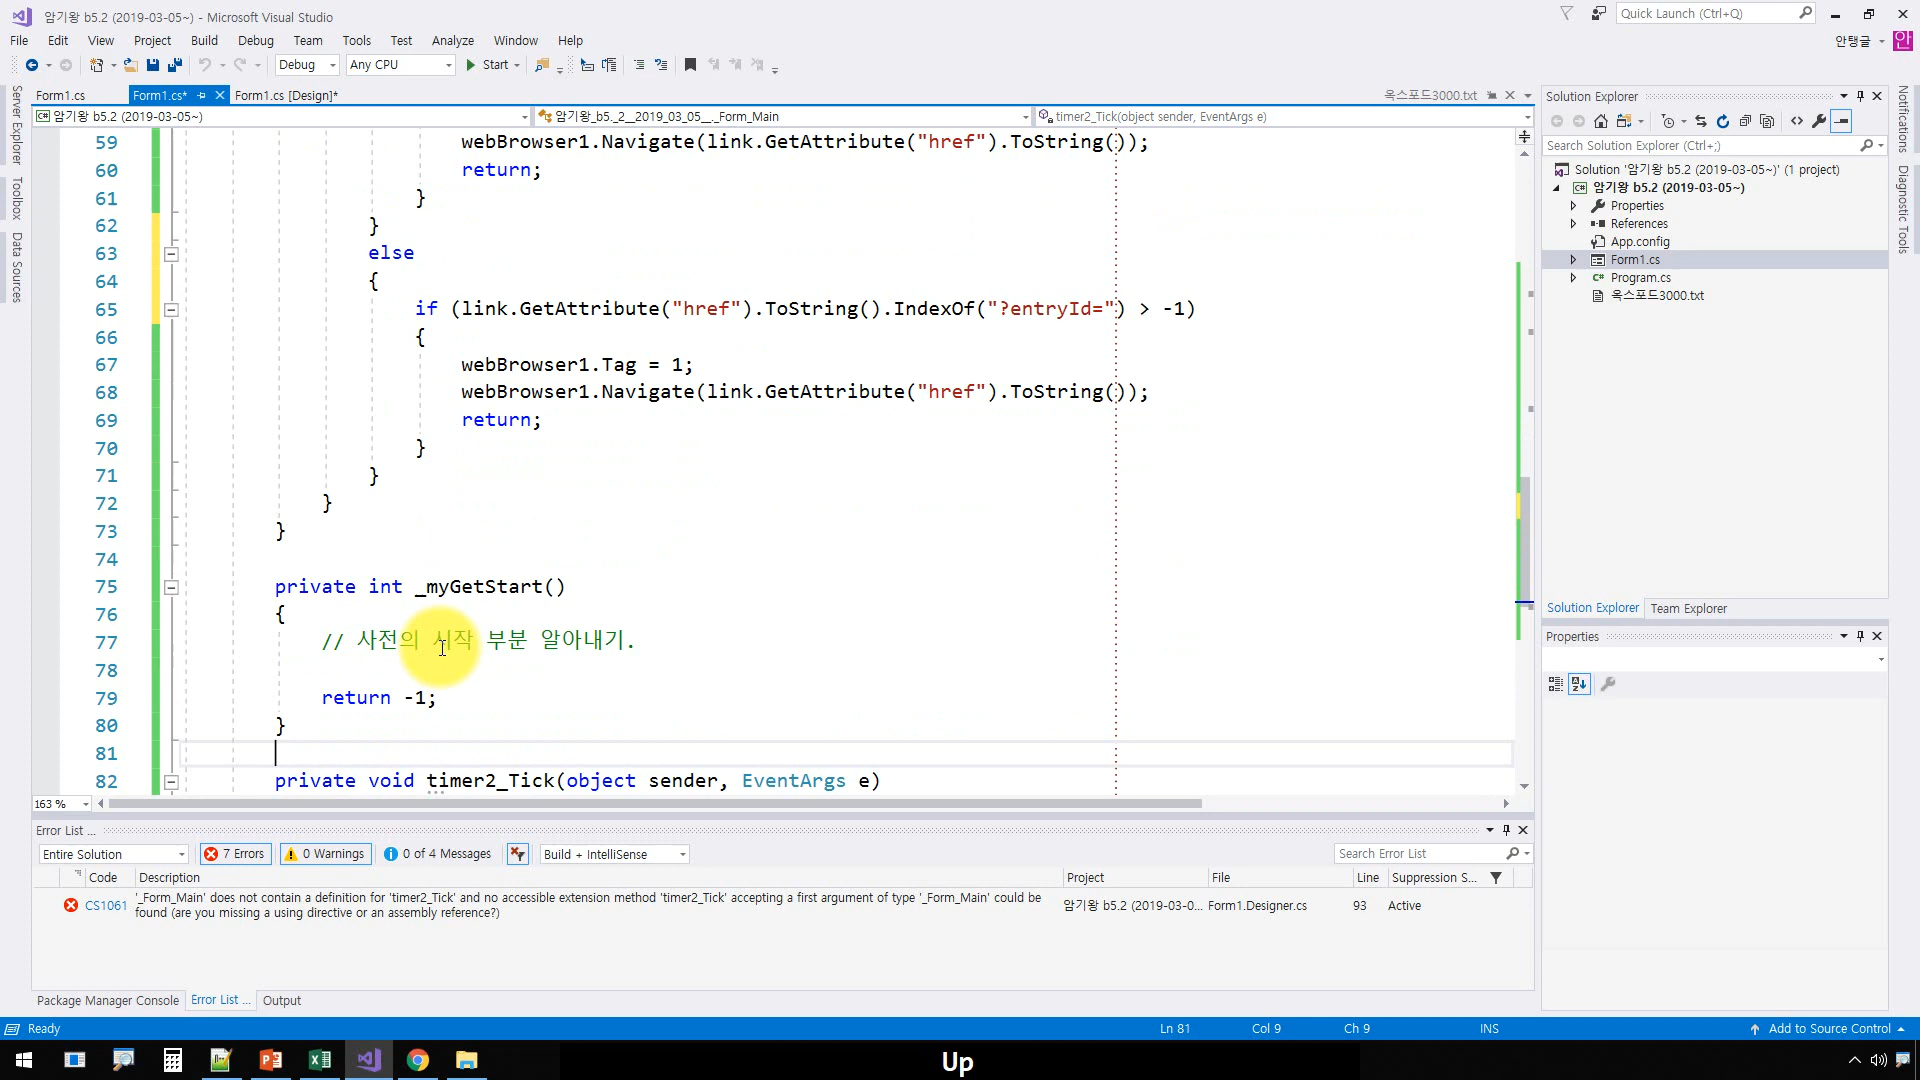 암기왕 b5.2 (2019-03-05~) - Microsoft Visual Studio
Quick Launch (Ctrl+Q)
File Edit View Project Build Debug Team Tools Test Analyze Window Help
안탱글 안
Debug Any CPU Start
Form1.cs Form1.cs* Form1.cs [Design]* 옥스포드3000.txt
암기왕 b5.2 (2019-03-05~) 암기왕_b5._2__2019_03_05__._Form_Main timer2_Tick(object sender, EventArgs e)
Server Explorer
Toolbox
Data Sources
59 webBrowser1.Navigate(link.GetAttribute("href").ToString());
60 return;
61 }
62 }
63 else
64 {
65 if (link.GetAttribute("href").ToString().IndexOf("?entryId=") > -1)
66 {
67 webBrowser1.Tag = 1;
68 webBrowser1.Navigate(link.GetAttribute("href").ToString());
69 return;
70 }
71 }
72 }
73 }
74
75 private int _myGetStart()
76 {
77 // 사전의 시작 부분 알아내기.
78
79 return -1;
80 }
81
82 private void timer2_Tick(object sender, EventArgs e)
163 %
Solution Explorer
Search Solution Explorer (Ctrl+;)
Solution '암기왕 b5.2 (2019-03-05~)' (1 project)
암기왕 b5.2 (2019-03-05~)
Properties
References
App.config
Form1.cs
Program.cs
옥스포드3000.txt
Solution Explorer Team Explorer
Properties
Notifications
Diagnostic Tools
Error List ...
Entire Solution 7 Errors 0 Warnings 0 of 4 Messages Build + IntelliSense Search Error List
Code Description Project File Line Suppression S...
CS1061 '_Form_Main' does not contain a definition for 'timer2_Tick' and no accessible extension method 'timer2_Tick' accepting a first argument of type '_Form_Main' could be
found (are you missing a using directive or an assembly reference?)
암기왕 b5.2 (2019-03-0... Form1.Designer.cs 93 Active
Package Manager Console Error List ... Output
Ready Ln 81 Col 9 Ch 9 INS Add to Source Control
Up